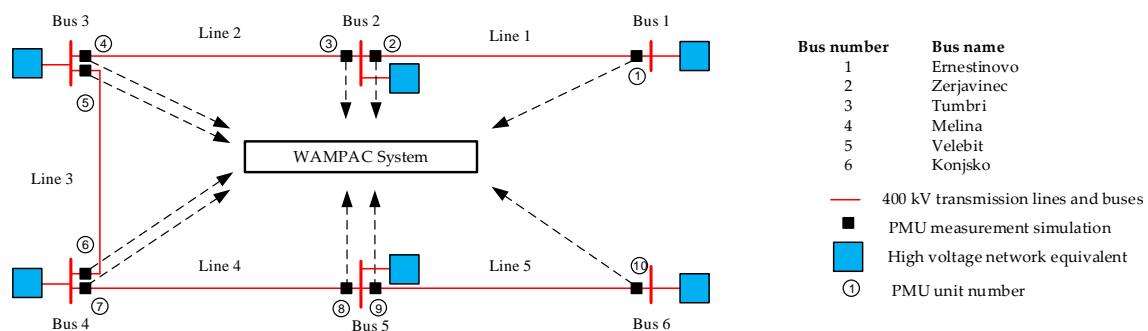 Bus 3
Bus 2
Bus 1
4
Line 2
3
2
Line 1
1
5
WAMPAC System
Line 3
6
Line 4
Line 5
10
7
8
9
Bus 4
Bus 5
Bus 6
Bus number Bus name
1 Ernestinovo
2 Zerjavinec
3 Tumbri
4 Melina
5 Velebit
6 Konjsko
400 kV transmission lines and buses
PMU measurement simulation
High voltage network equivalent
1 PMU unit number